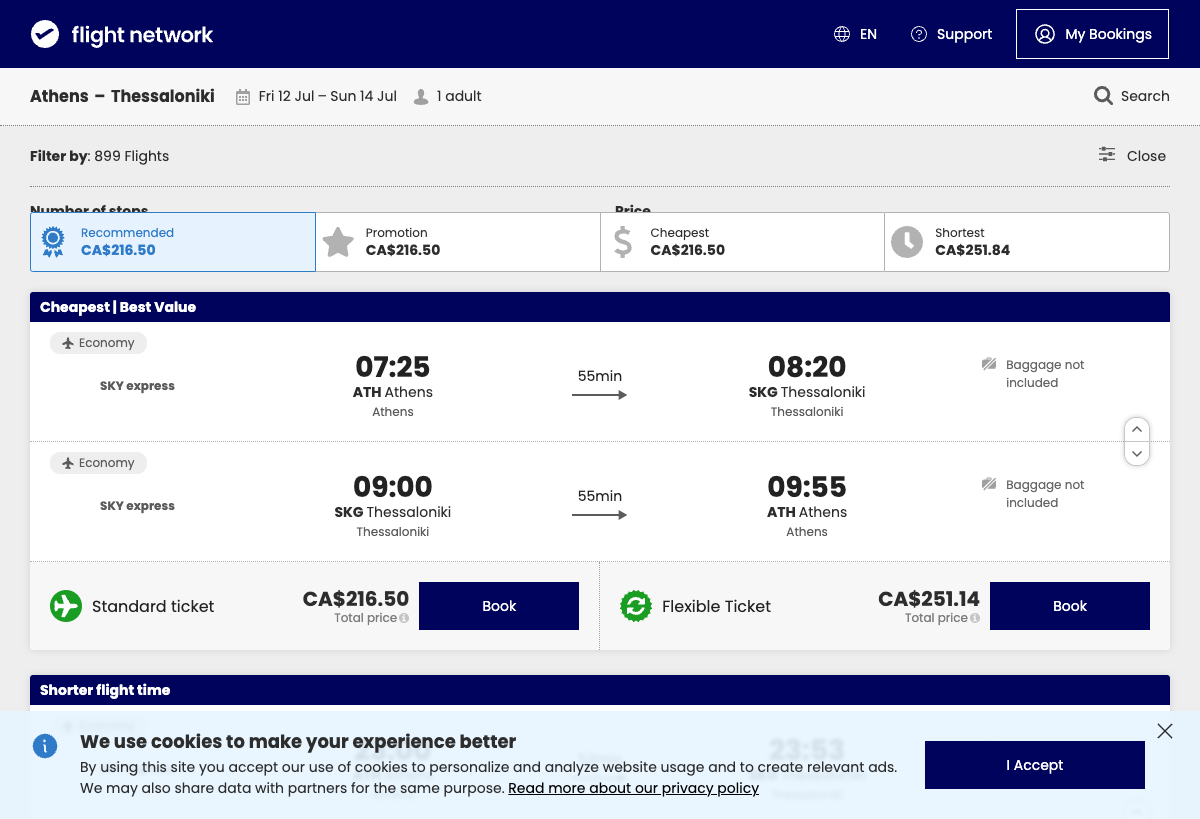 flight network
EN
Support
My Bookings
Athens – Thessaloniki
Fri 12 Jul – Sun 14 Jul
1 adult
Search
Filter by: 899 Flights
Close
Number of stops
Price
Recommended
CA$216.50
Promotion
CA$216.50
Cheapest
CA$216.50
Shortest
CA$251.84
Cheapest | Best Value
Economy
SKY express
07:25
ATH Athens
Athens
55min
08:20
SKG Thessaloniki
Thessaloniki
Baggage not
included
Economy
SKY express
09:00
SKG Thessaloniki
Thessaloniki
55min
09:55
ATH Athens
Athens
Baggage not
included
Standard ticket
CA$216.50
Total price
Book
Flexible Ticket
CA$251.14
Total price
Book
Shorter flight time
Economy
23:53
We use cookies to make your experience better
By using this site you accept our use of cookies to personalize and analyze website usage and to create relevant ads.
We may also share data with partners for the same purpose. Read more about our privacy policy
I Accept